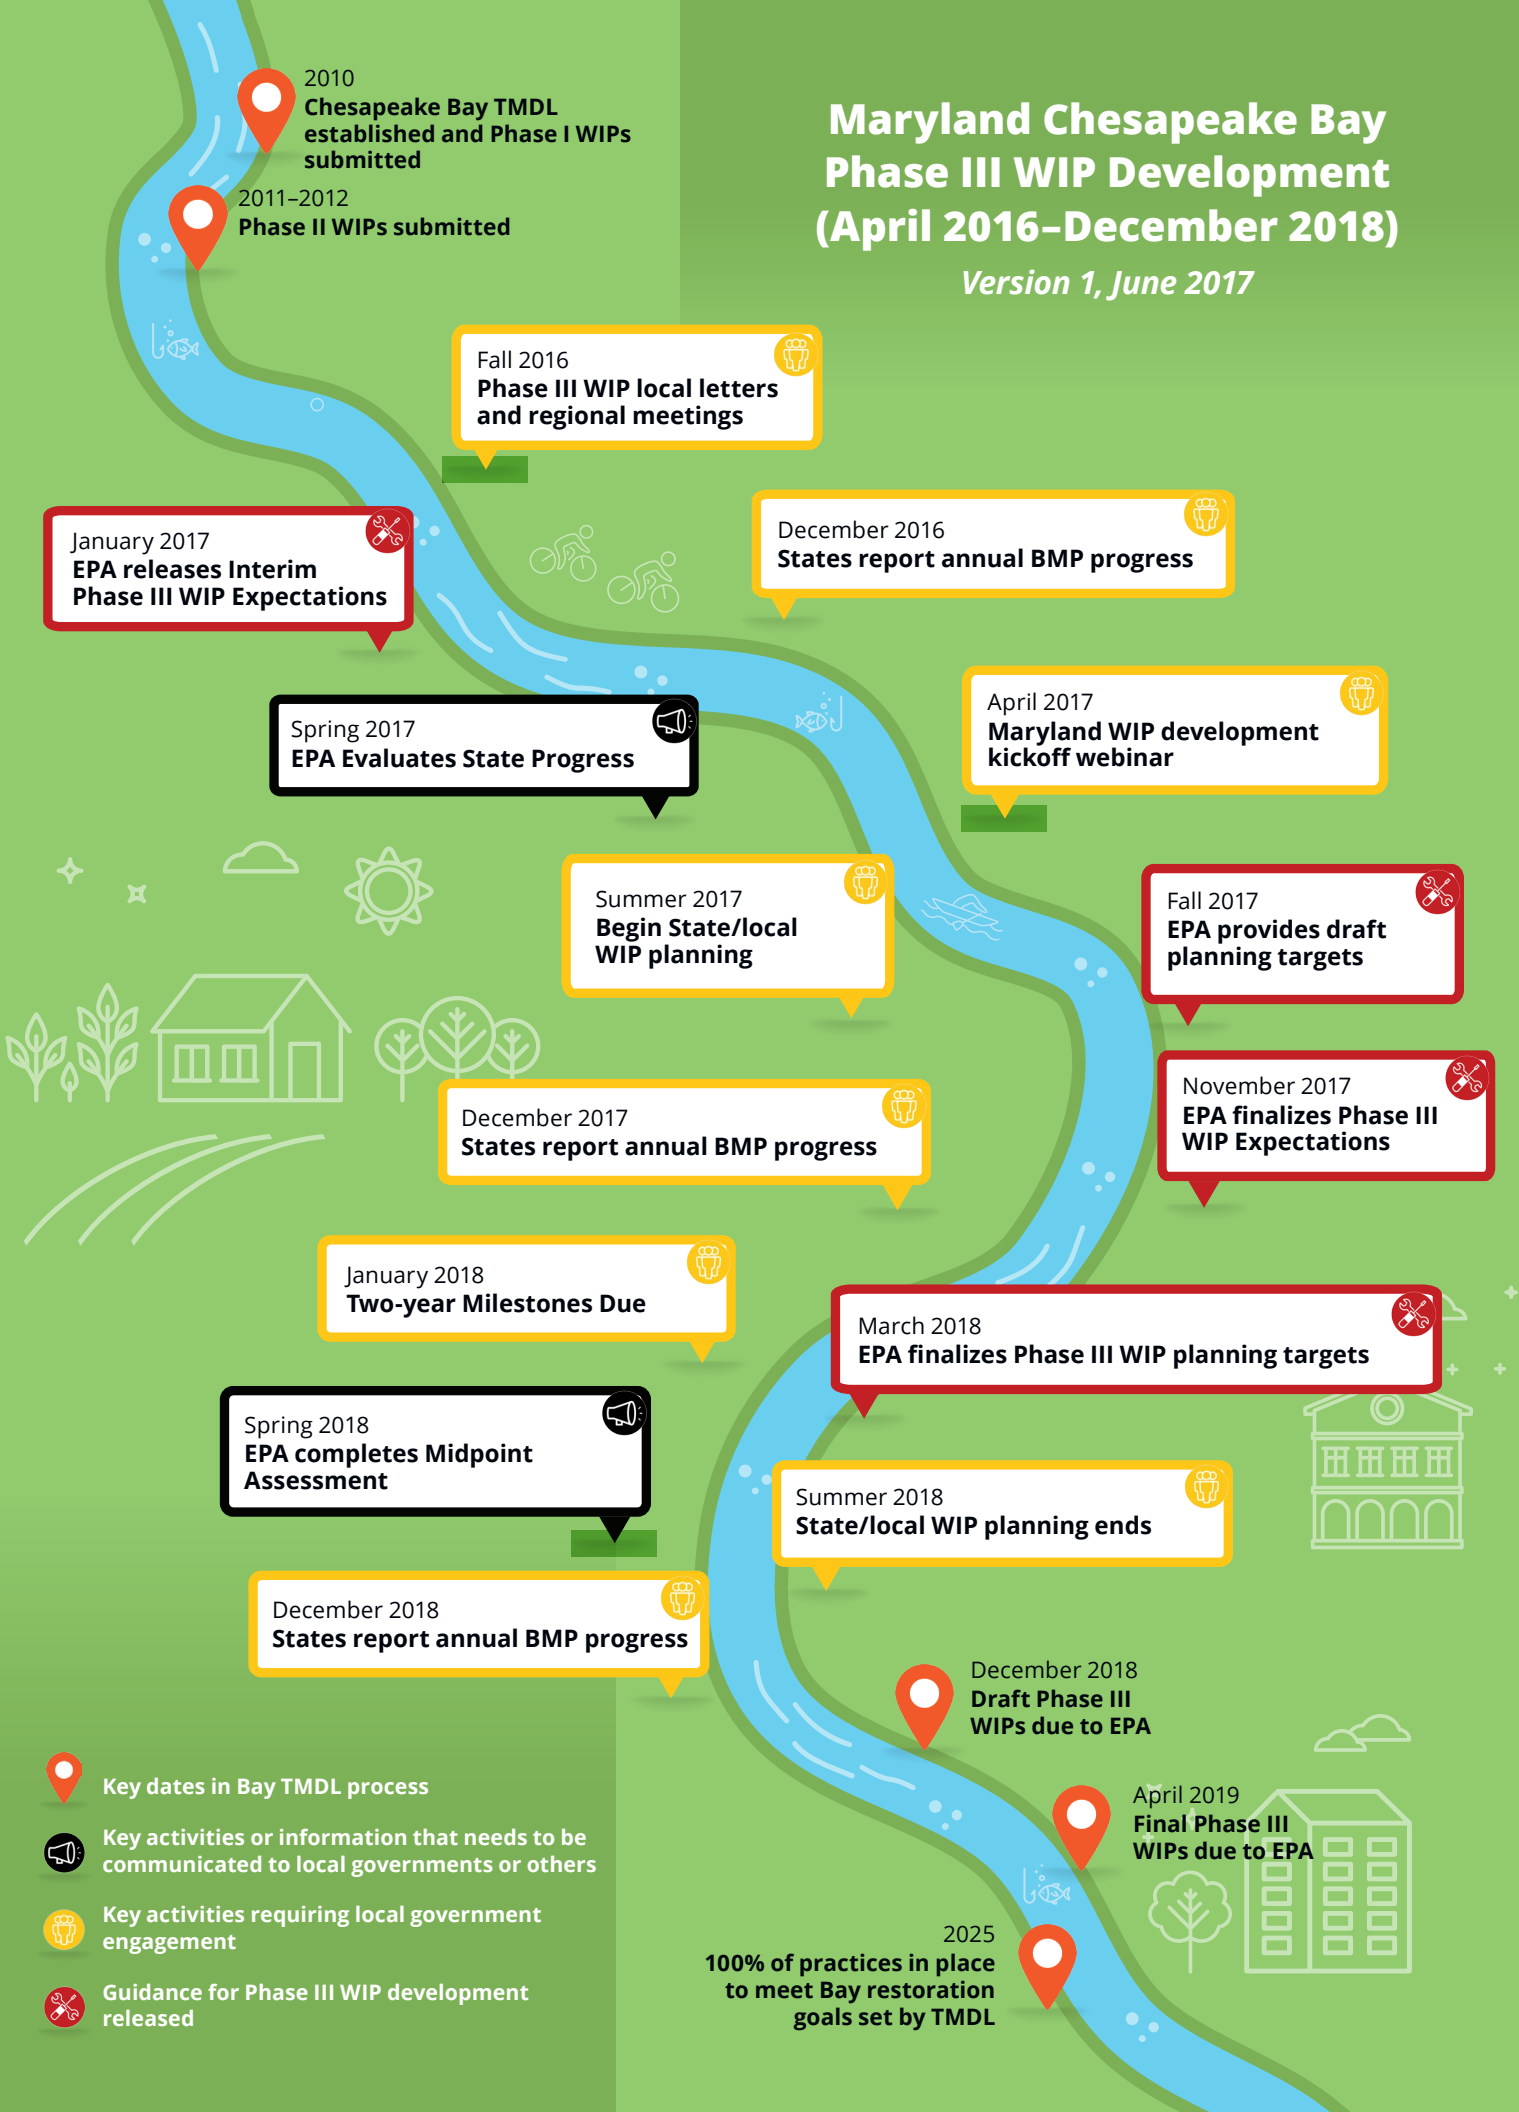 Maryland Chesapeake Bay
Phase III WIP Development
(April 2016–December 2018)
Version 1, June 2017
2010
Chesapeake Bay TMDL
established and Phase I WIPs
submitted
2011–2012
Phase II WIPs submitted
Fall 2016
Phase III WIP local letters
and regional meetings
December 2016
States report annual BMP progress
January 2017
EPA releases Interim
Phase III WIP Expectations
Spring 2017
EPA Evaluates State Progress
April 2017
Maryland WIP development
kickoff webinar
Summer 2017
Begin State/local
WIP planning
Fall 2017
EPA provides draft
planning targets
November 2017
EPA finalizes Phase III
WIP Expectations
December 2017
States report annual BMP progress
January 2018
Two-year Milestones Due
March 2018
EPA finalizes Phase III WIP planning targets
Spring 2018
EPA completes Midpoint
Assessment
Summer 2018
State/local WIP planning ends
December 2018
States report annual BMP progress
December 2018
Draft Phase III
WIPs due to EPA
April 2019
Final Phase III
WIPs due to EPA
2025
100% of practices in place
to meet Bay restoration
goals set by TMDL
Key dates in Bay TMDL process
Key activities or information that needs to be
communicated to local governments or others
Key activities requiring local government
engagement
Guidance for Phase III WIP development
released